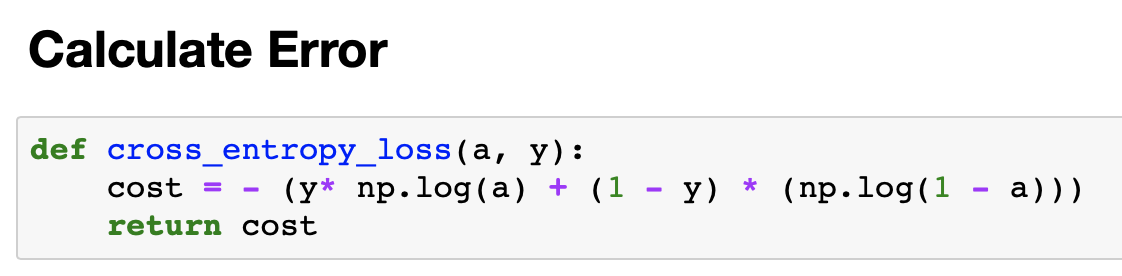 Calculate Error
def cross_entropy_loss(a, y):
    cost = - (y* np.log(a) + (1 - y) * (np.log(1 - a)))
    return cost